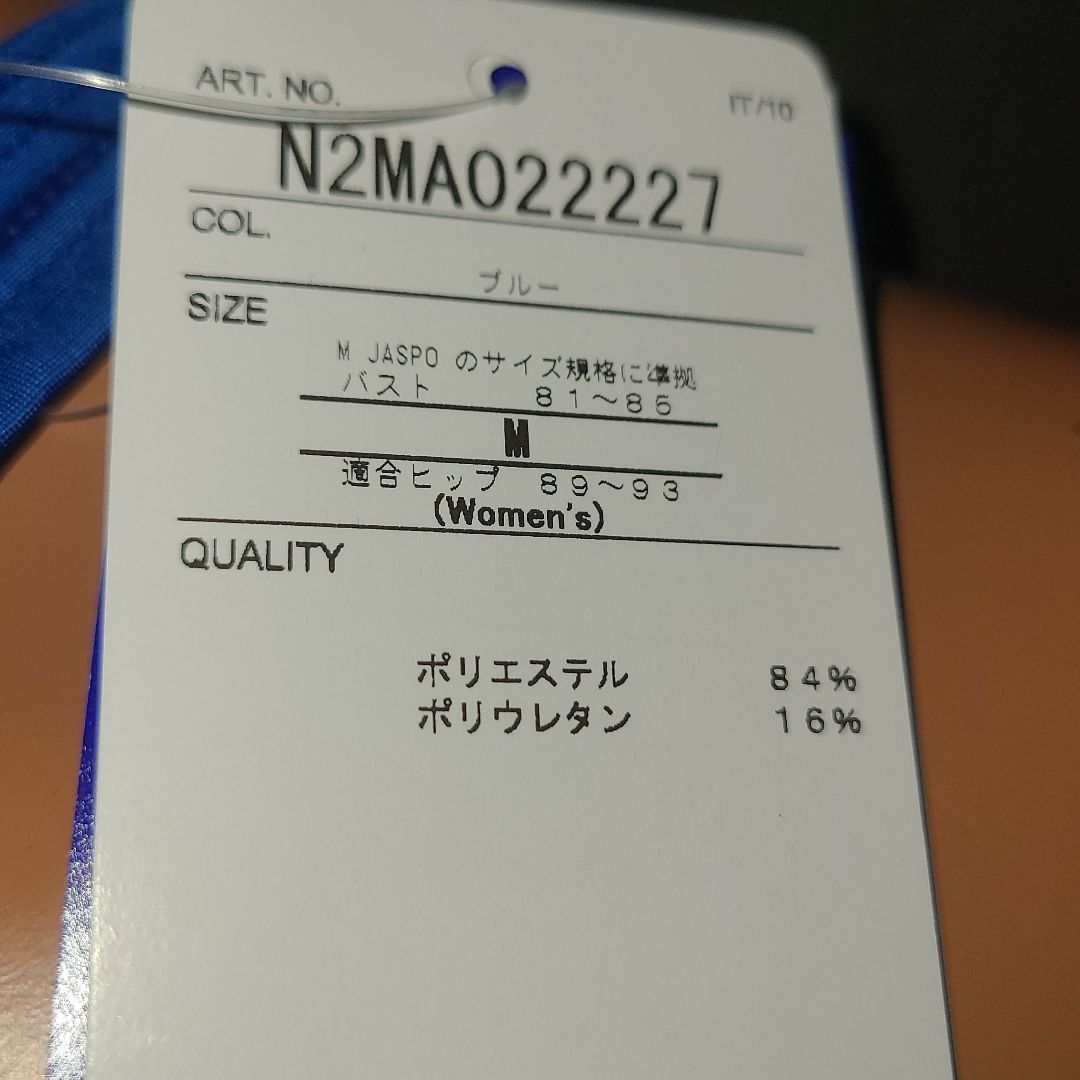 ART. NO.
IT/10
N2MA022227
COL.
ブルー
SIZE
M JASPO のサイズ規格に準拠
バスト 81〜85
M
適合ヒップ 89〜93
(Women's)
QUALITY
ポリエステル 84%
ポリウレタン 16%